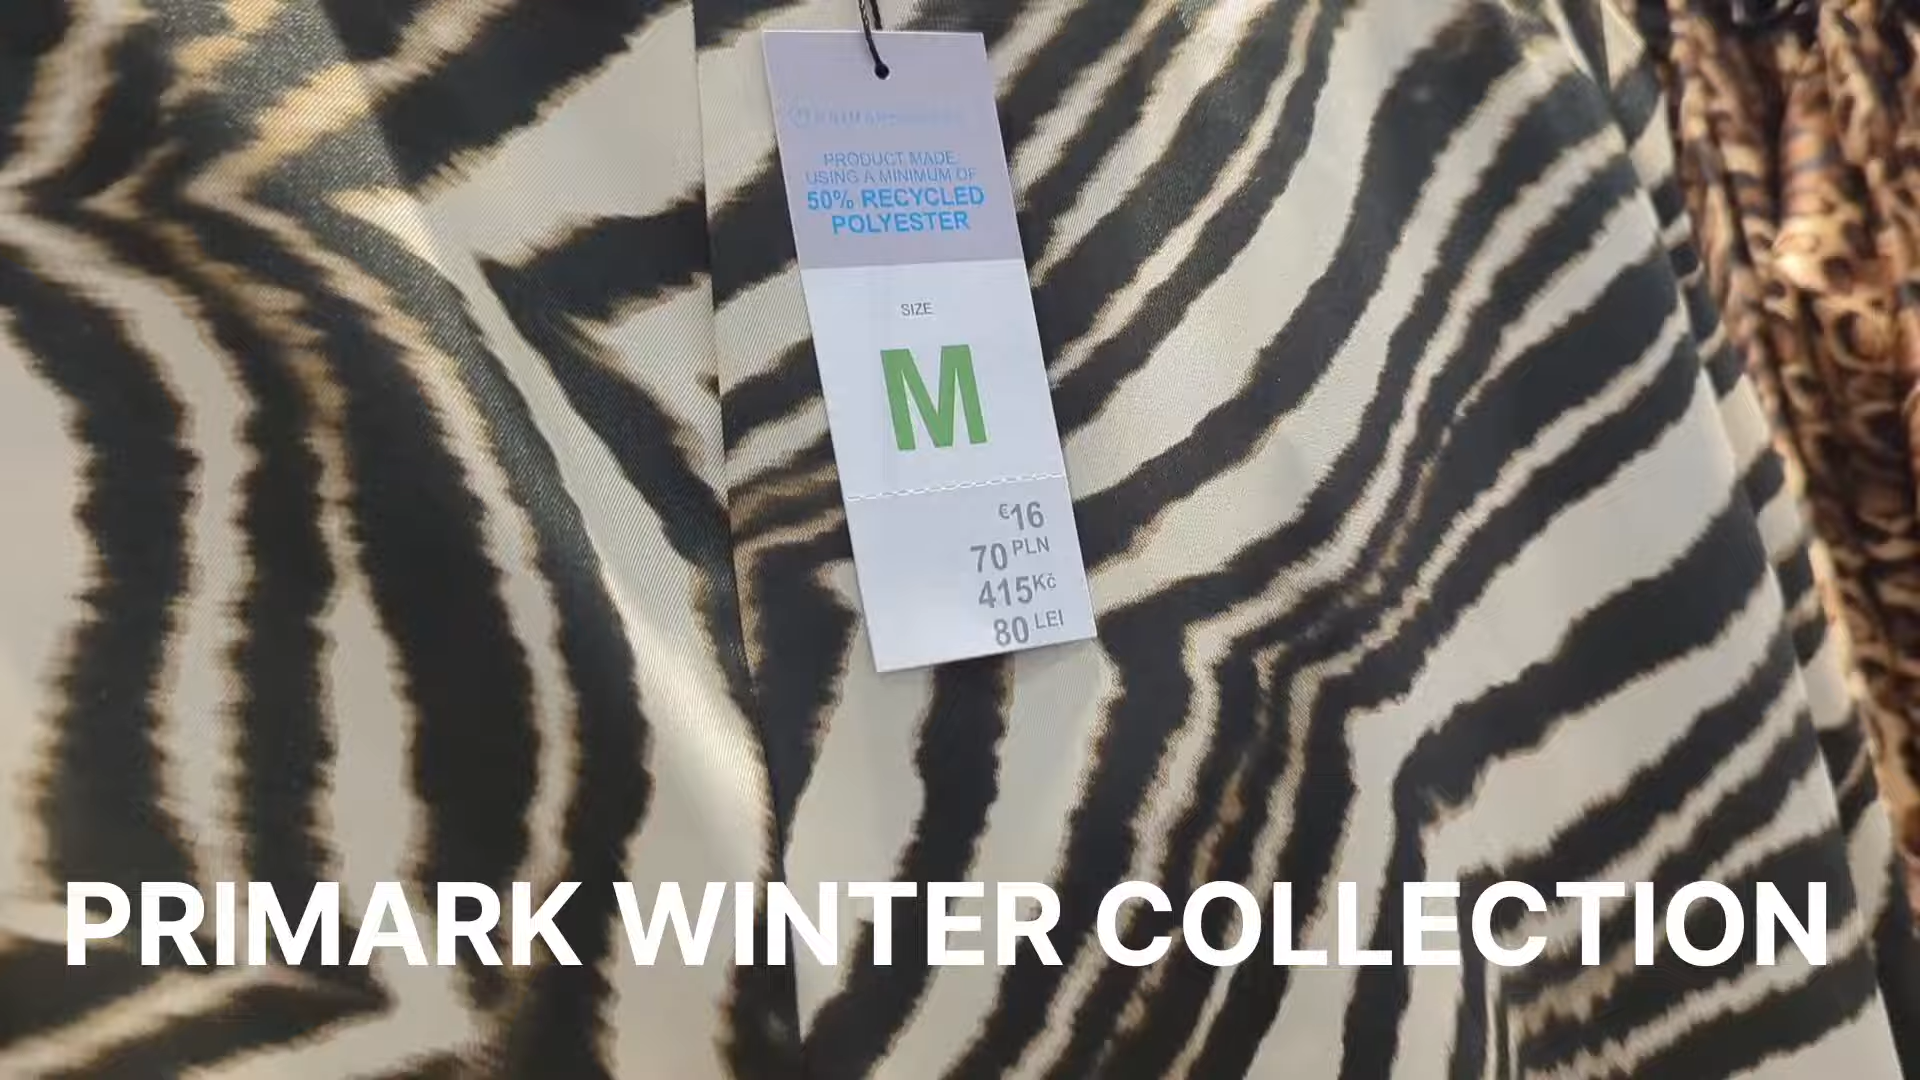 PRODUCT MADE
USING A MINIMUM OF
50% RECYCLED
POLYESTER
SIZE
M
€16
70 PLN
415Kč
80 LEI
PRIMARK WINTER COLLECTION